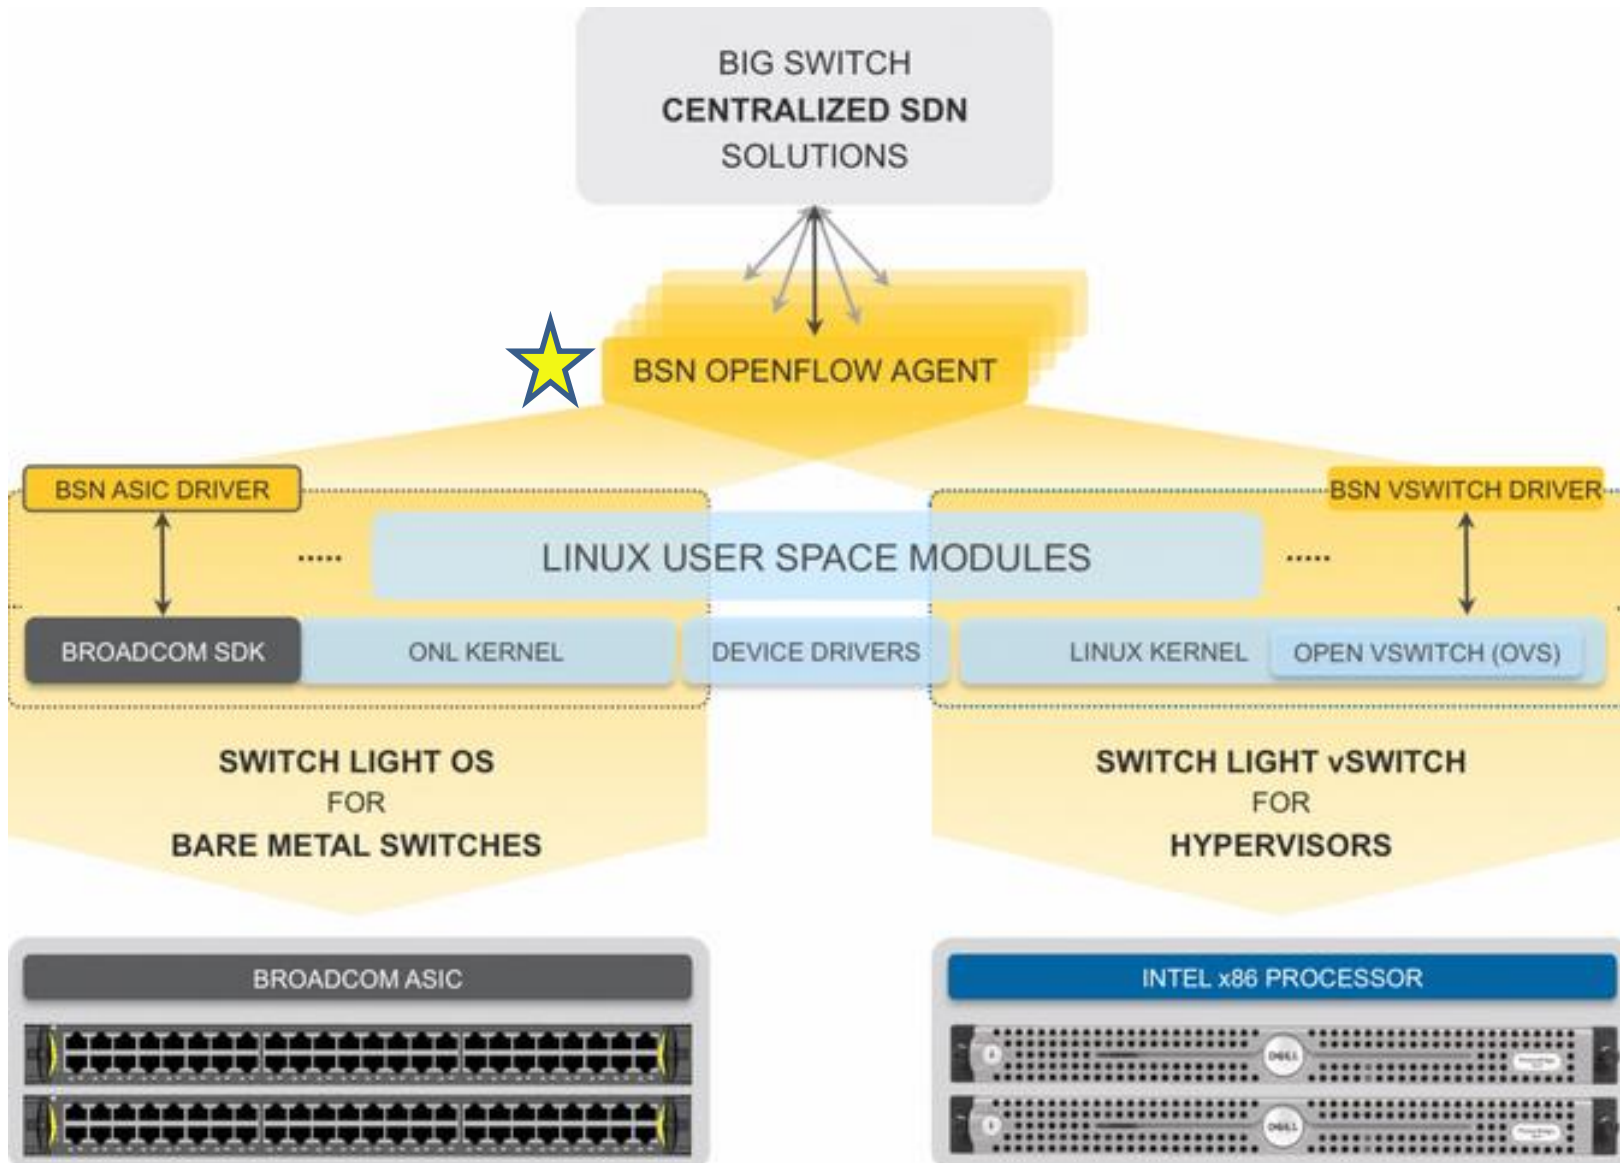 BIG SWITCH
CENTRALIZED SDN
SOLUTIONS
BSN OPENFLOW AGENT
BSN ASIC DRIVER
BSN VSWITCH DRIVER
.....
LINUX USER SPACE MODULES
.....
BROADCOM SDK
ONL KERNEL
DEVICE DRIVERS
LINUX KERNEL
OPEN VSWITCH (OVS)
SWITCH LIGHT OS
FOR
BARE METAL SWITCHES
SWITCH LIGHT vSWITCH
FOR
HYPERVISORS
BROADCOM ASIC
INTEL x86 PROCESSOR
DELL
DELL